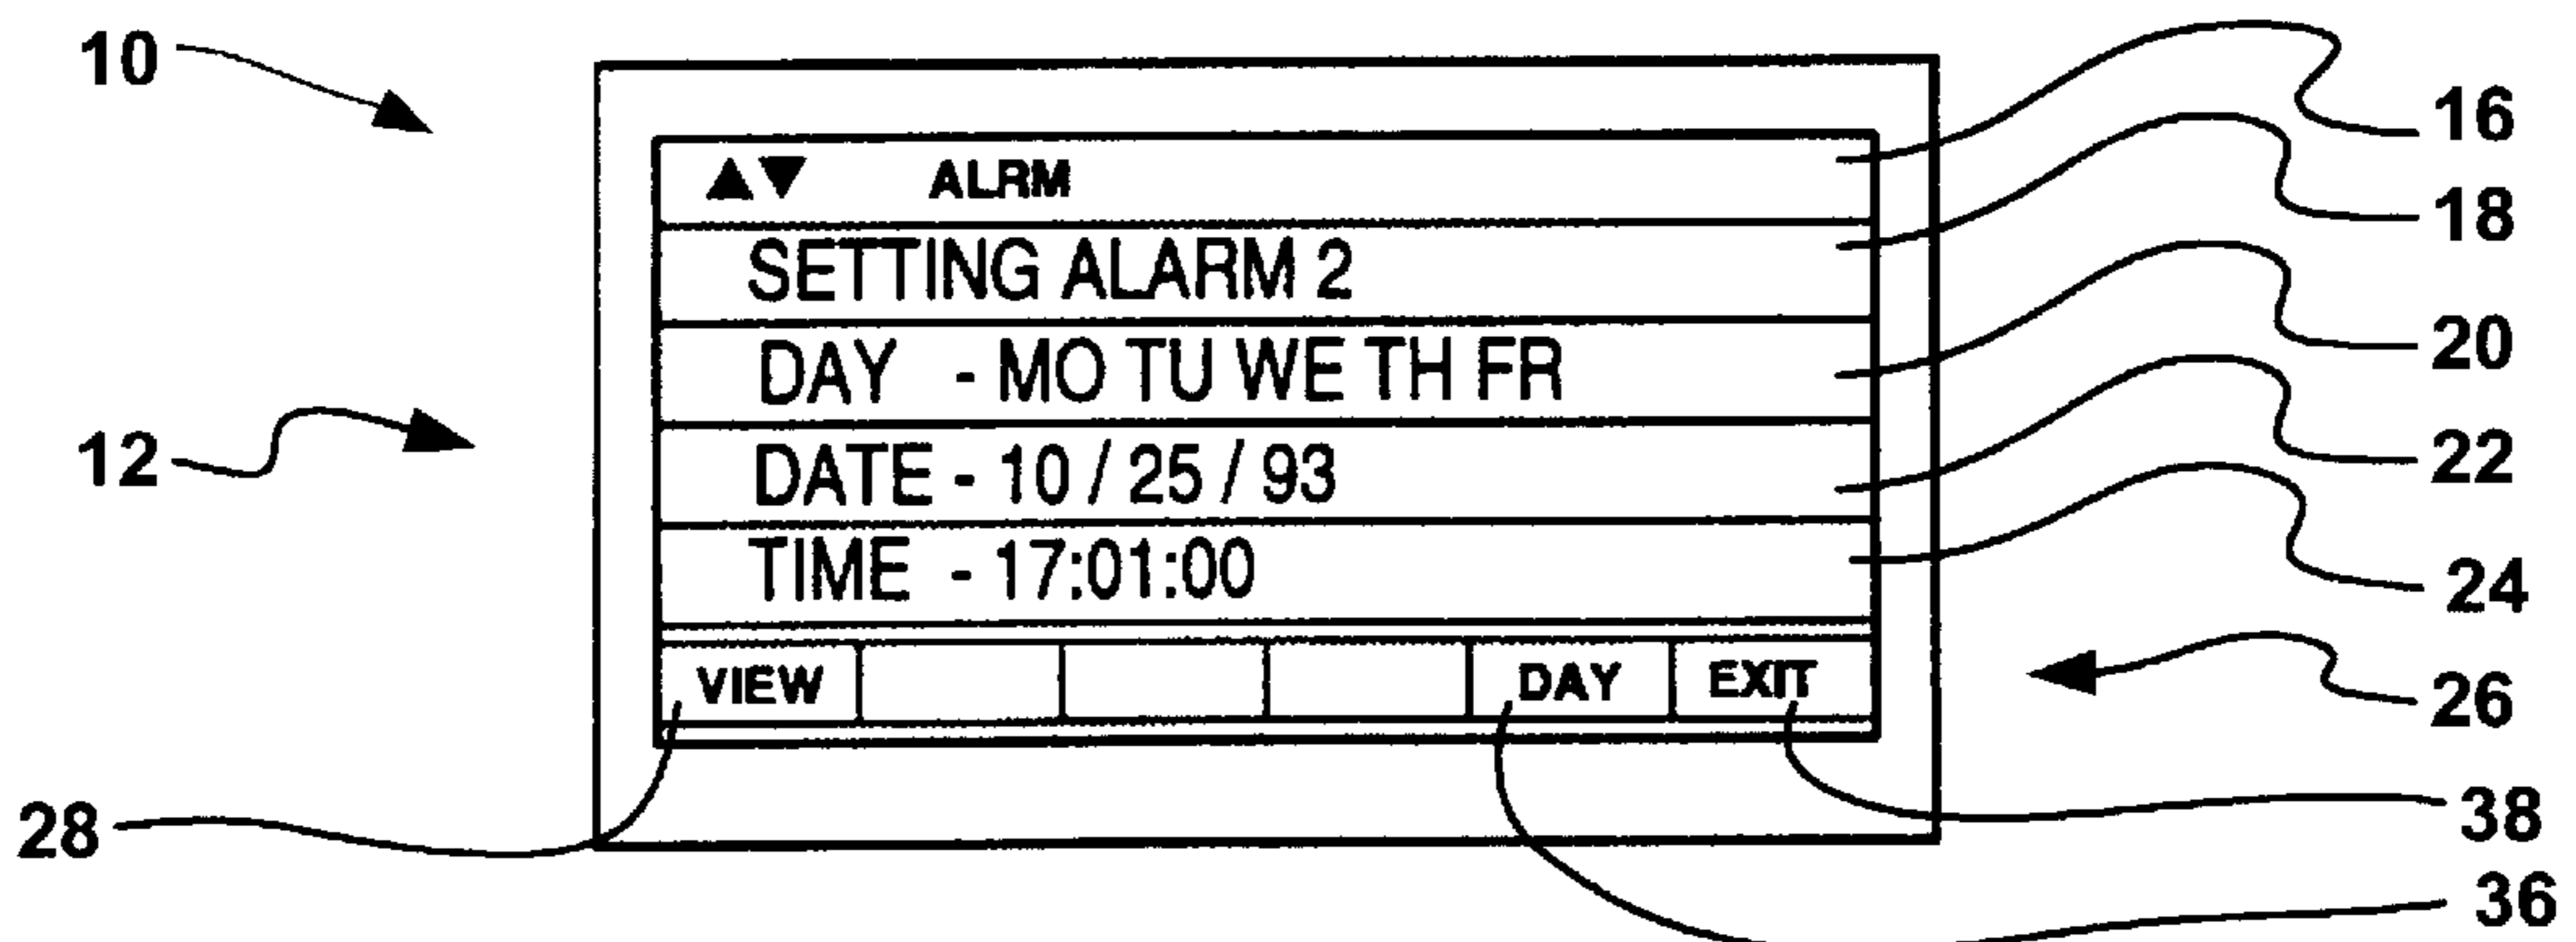 10
16
▲▼ ALRM
18
SETTING ALARM 2
20
DAY - MO TU WE TH FR
12
22
DATE - 10 / 25 / 93
24
TIME - 17:01:00
26
VIEW DAY EXIT
28
38
36